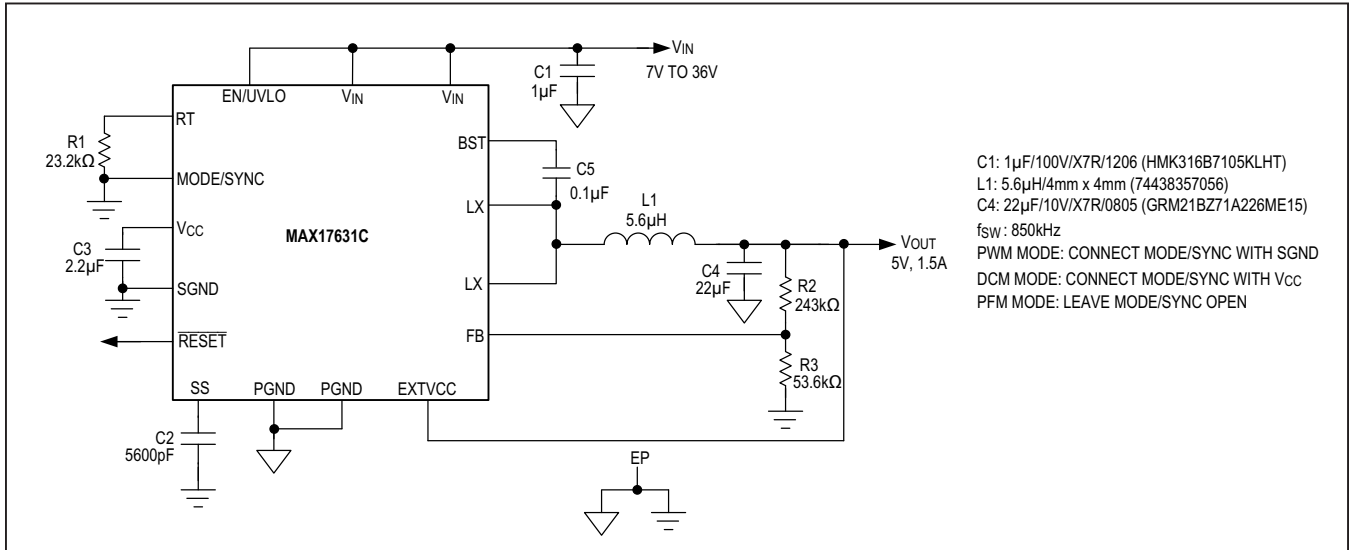 VIN
7V TO 36V
C1
1µF
EN/UVLO
VIN
VIN
RT
R1
23.2kΩ
MODE/SYNC
BST
C5
0.1µF
LX
L1
5.6µH
VCC
C3
2.2µF
MAX17631C
VOUT
5V, 1.5A
C4
22µF
R2
243kΩ
SGND
LX
RESET
FB
R3
53.6kΩ
SS
PGND
PGND
EXTVCC
C2
5600pF
EP
C1: 1µF/100V/X7R/1206 (HMK316B7105KLHT)
L1: 5.6µH/4mm x 4mm (74438357056)
C4: 22µF/10V/X7R/0805 (GRM21BZ71A226ME15)
fSW: 850kHz
PWM MODE: CONNECT MODE/SYNC WITH SGND
DCM MODE: CONNECT MODE/SYNC WITH VCC
PFM MODE: LEAVE MODE/SYNC OPEN